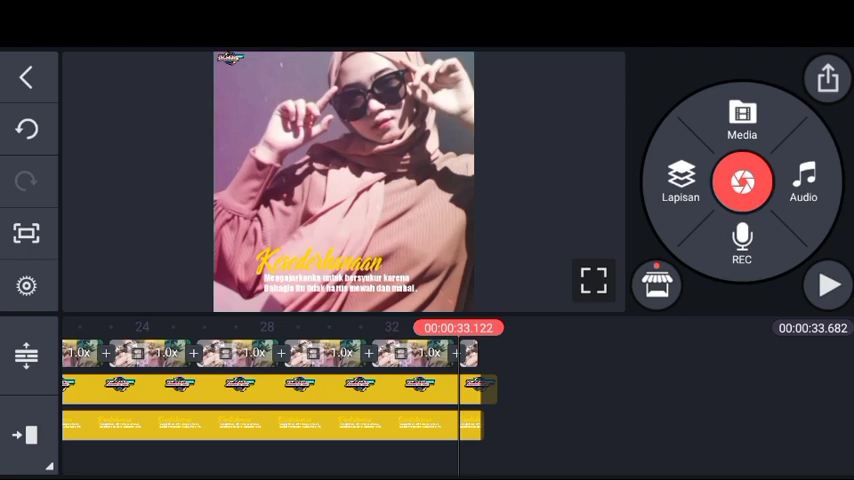 Media
Lapisan
Audio
REC
Kesederhanaan
Mengajarkanku untuk bersyukur karena
Bahagia itu tidak harus mewah dan mahal.
24
28
32
00:00:33.122
00:00:33.682
1.0x
1.0x
1.0x
1.0x
1.0x